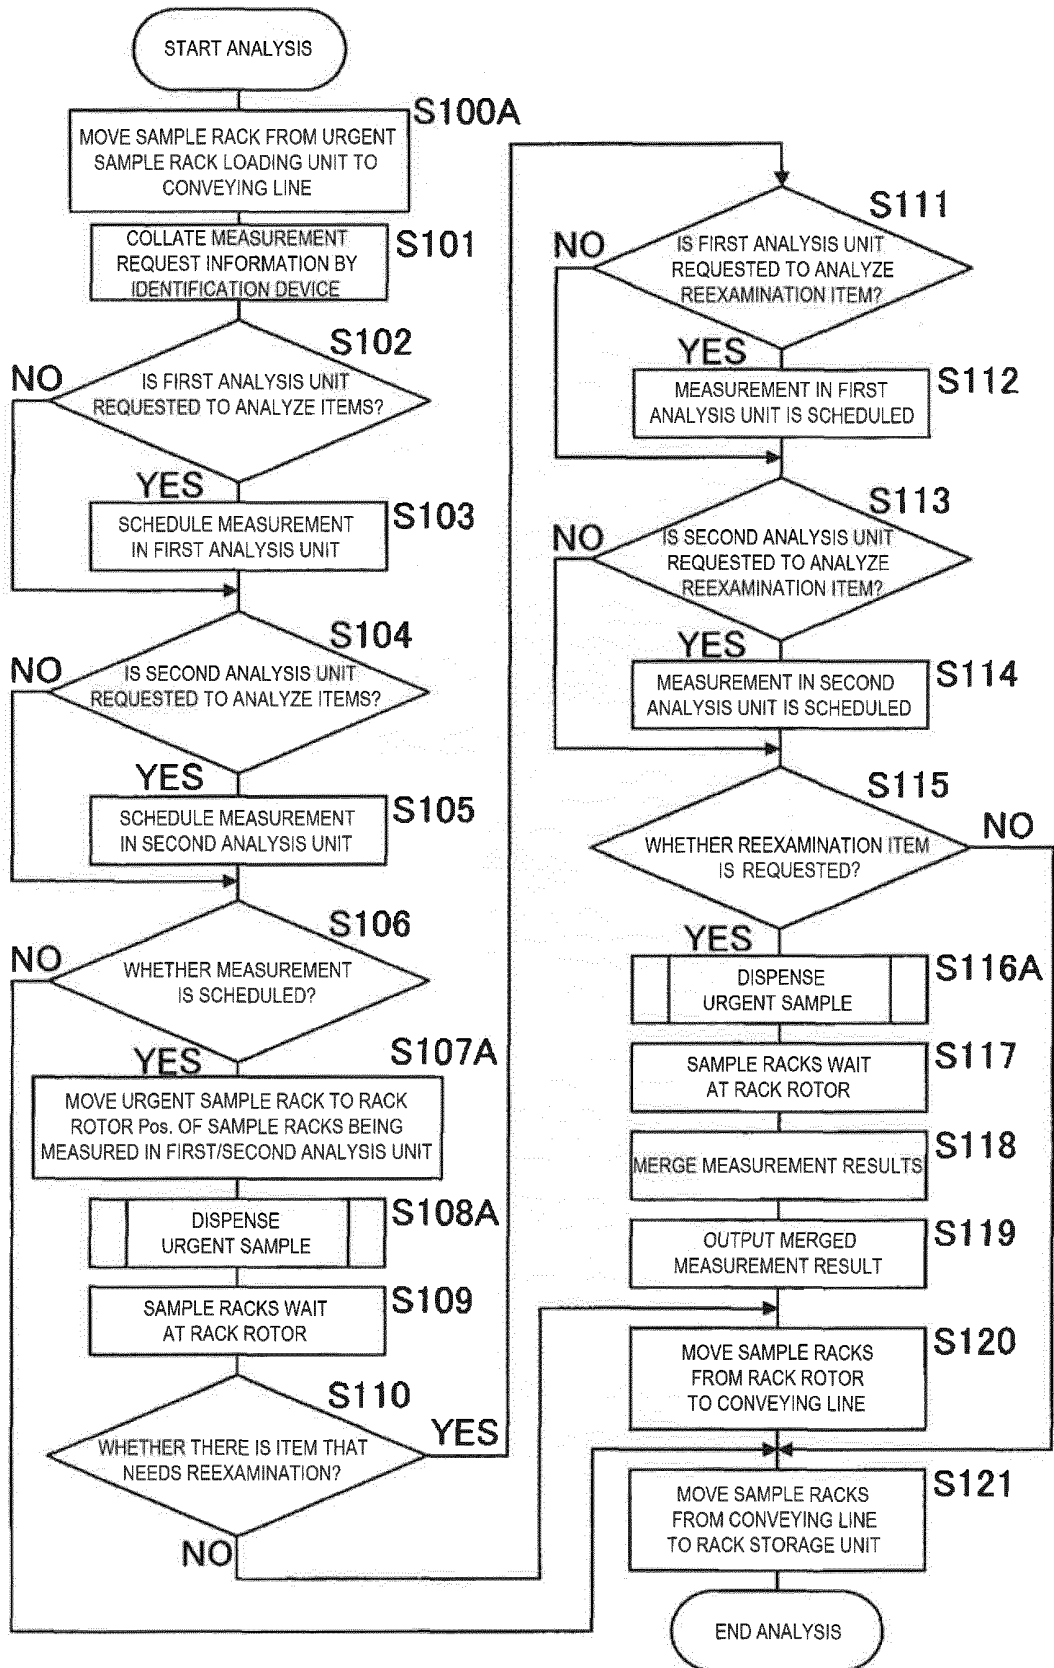 START ANALYSIS
S100A
MOVE SAMPLE RACK FROM URGENT
SAMPLE RACK LOADING UNIT TO
CONVEYING LINE
S101
COLLATE MEASUREMENT
REQUEST INFORMATION BY
IDENTIFICATION DEVICE
S102
NO
IS FIRST ANALYSIS UNIT
REQUESTED TO ANALYZE ITEMS?
YES
S103
SCHEDULE MEASUREMENT
IN FIRST ANALYSIS UNIT
S104
NO
IS SECOND ANALYSIS UNIT
REQUESTED TO ANALYZE ITEMS?
YES
S105
SCHEDULE MEASUREMENT
IN SECOND ANALYSIS UNIT
S106
NO
WHETHER MEASUREMENT
IS SCHEDULED?
YES
S107A
MOVE URGENT SAMPLE RACK TO RACK
ROTOR Pos. OF SAMPLE RACKS BEING
MEASURED IN FIRST/SECOND ANALYSIS UNIT
S108A
DISPENSE
URGENT SAMPLE
S109
SAMPLE RACKS WAIT
AT RACK ROTOR
S110
YES
WHETHER THERE IS ITEM THAT
NEEDS REEXAMINATION?
NO
S111
NO
IS FIRST ANALYSIS UNIT
REQUESTED TO ANALYZE
REEXAMINATION ITEM?
YES
S112
MEASUREMENT IN FIRST
ANALYSIS UNIT IS SCHEDULED
S113
NO
IS SECOND ANALYSIS UNIT
REQUESTED TO ANALYZE
REEXAMINATION ITEM?
YES
S114
MEASUREMENT IN SECOND
ANALYSIS UNIT IS SCHEDULED
S115
NO
WHETHER REEXAMINATION ITEM
IS REQUESTED?
YES
S116A
DISPENSE
URGENT SAMPLE
S117
SAMPLE RACKS WAIT
AT RACK ROTOR
S118
MERGE MEASUREMENT RESULTS
S119
OUTPUT MERGED
MEASUREMENT RESULT
S120
MOVE SAMPLE RACKS
FROM RACK ROTOR
TO CONVEYING LINE
S121
MOVE SAMPLE RACKS
FROM CONVEYING LINE
TO RACK STORAGE UNIT
END ANALYSIS